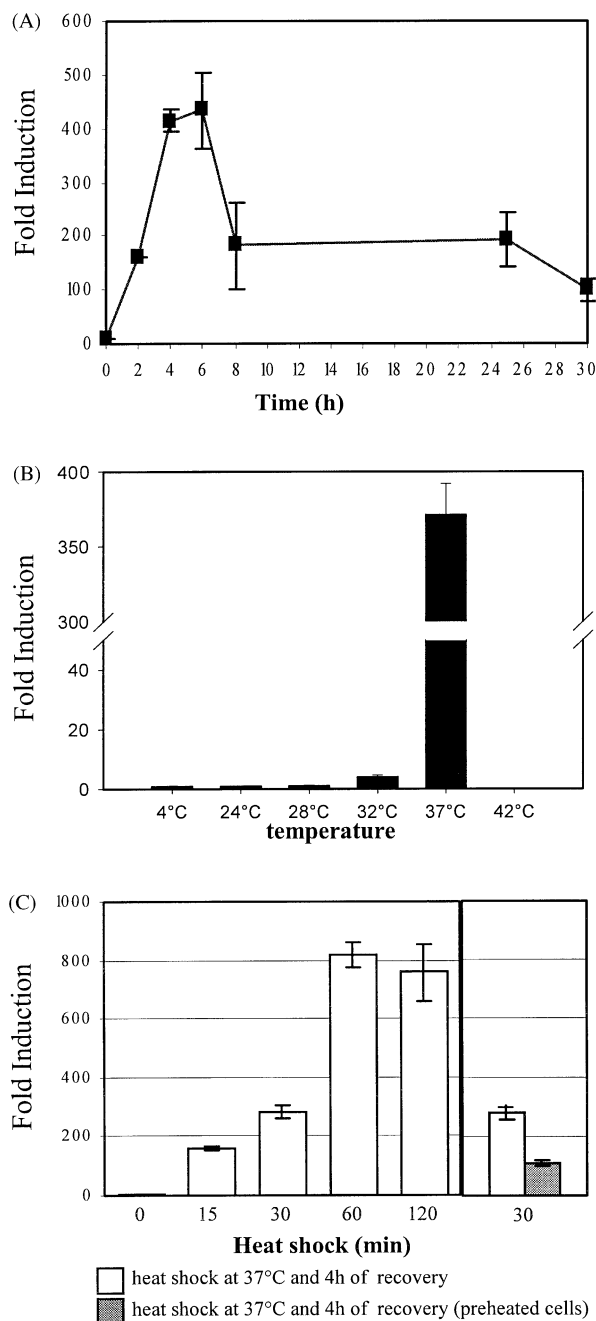 (A)
600
500
400
300
200
100
0
Fold Induction
0 2 4 6 8 10 12 14 16 18 20 22 24 26 28 30
Time (h)
(B)
400
350
300
40
20
0
Fold Induction
4°C 24°C 28°C 32°C 37°C 42°C
temperature
(C)
1000
800
600
400
200
0
Fold Induction
0 15 30 60 120 30
Heat shock (min)
heat shock at 37°C and 4h of recovery
heat shock at 37°C and 4h of recovery (preheated cells)